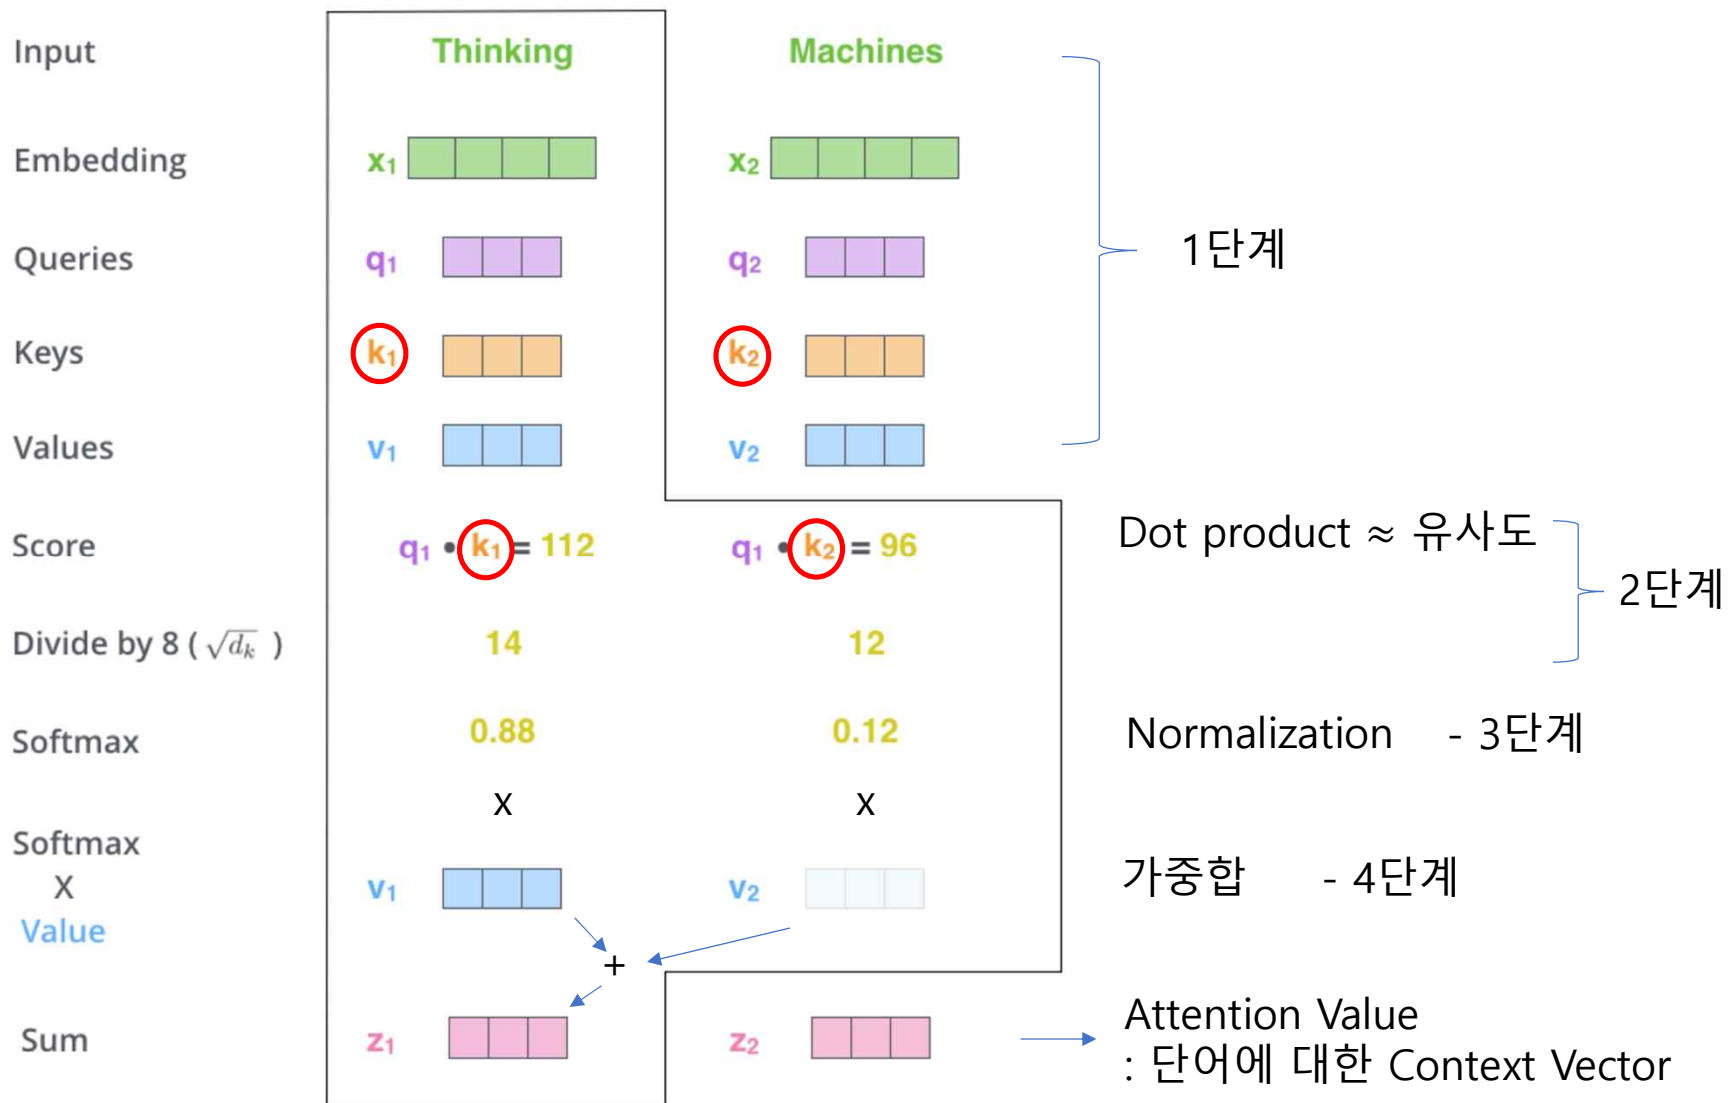 Input Thinking Machines
Embedding x₁ x₂
Queries q₁ q₂
1단계
Keys k₁ k₂
Values v₁ v₂
Score q₁ • k₁ = 112 q₁ • k₂ = 96 Dot product ≈ 유사도
2단계
Divide by 8 ( √dₖ ) 14 12
Softmax 0.88 0.12 Normalization - 3단계
X X
Softmax
X
Value
v₁ v₂ 가중합 - 4단계
+
Sum z₁ z₂
Attention Value
: 단어에 대한 Context Vector